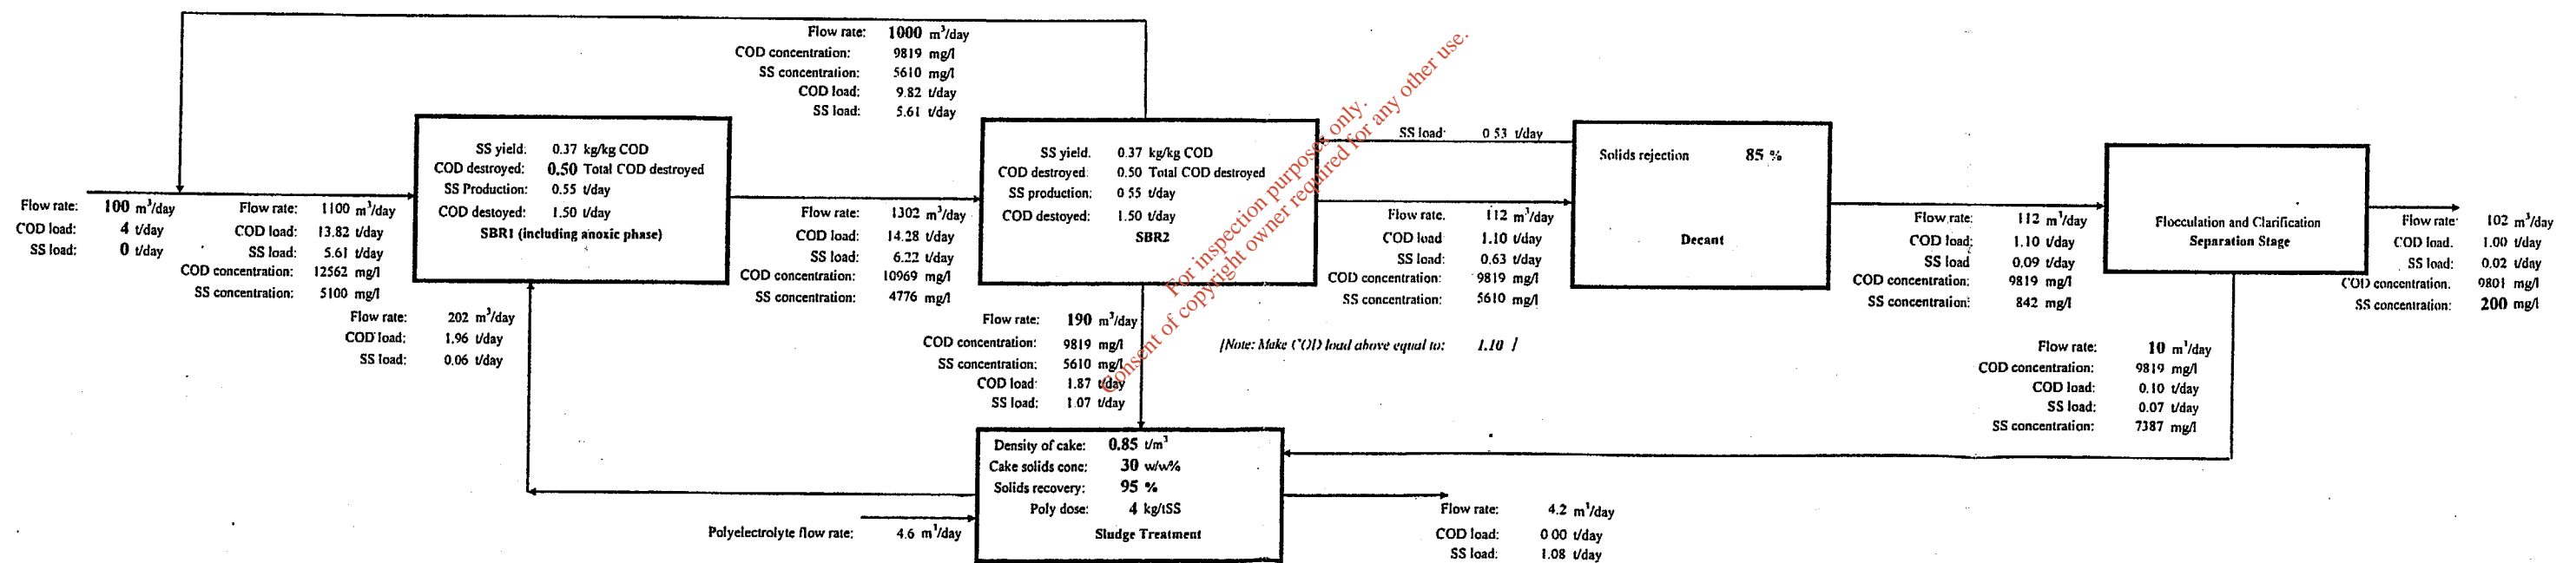 Flow rate: 1000 m³/day
COD concentration: 9819 mg/l
SS concentration: 5610 mg/l
COD load: 9.82 t/day
SS load: 5.61 t/day
Flow rate: 100 m³/day
COD load: 4 t/day
SS load: 0 t/day
Flow rate: 1100 m³/day
COD load: 13.82 t/day
SS load: 5.61 t/day
COD concentration: 12562 mg/l
SS concentration: 5100 mg/l
SS yield: 0.37 kg/kg COD
COD destroyed: 0.50 Total COD destroyed
SS Production: 0.55 t/day
COD destoyed: 1.50 t/day
SBR1 (including anoxic phase)
Flow rate: 202 m³/day
COD load: 1.96 t/day
SS load: 0.06 t/day
Flow rate: 1302 m³/day
COD load: 14.28 t/day
SS load: 6.22 t/day
COD concentration: 10969 mg/l
SS concentration: 4776 mg/l
SS yield. 0.37 kg/kg COD
COD destroyed: 0.50 Total COD destroyed
SS production: 0 55 t/day
COD destoyed: 1.50 t/day
SBR2
SS load: 0 53 t/day
Flow rate. 112 m³/day
COD load 1.10 t/day
SS load: 0.63 t/day
COD concentration: 9819 mg/l
SS concentration: 5610 mg/l
[Note: Make COD load above equal to: 1.10 ]
Flow rate: 190 m³/day
COD concentration: 9819 mg/l
SS concentration: 5610 mg/l
COD load: 1.87 t/day
SS load: 1.07 t/day
Solids rejection 85 %
Decant
Flow rate: 112 m³/day
COD load: 1.10 t/day
SS load 0.09 t/day
COD concentration: 9819 mg/l
SS concentration: 842 mg/l
Flocculation and Clarification
Separation Stage
Flow rate: 102 m³/day
COD load. 1.00 t/day
SS load: 0.02 t/day
COD concentration. 9801 mg/l
SS concentration: 200 mg/l
Flow rate: 10 m³/day
COD concentration: 9819 mg/l
COD load: 0.10 t/day
SS load: 0.07 t/day
SS concentration: 7387 mg/l
Density of cake: 0.85 t/m³
Cake solids conc: 30 w/w%
Solids recovery: 95 %
Poly dose: 4 kg/tSS
Sludge Treatment
Polyelectrolyte flow rate: 4.6 m³/day
Flow rate: 4.2 m³/day
COD load: 0 00 t/day
SS load: 1.08 t/day
For inspection purposes only.
Consent of copyright owner required for any other use.